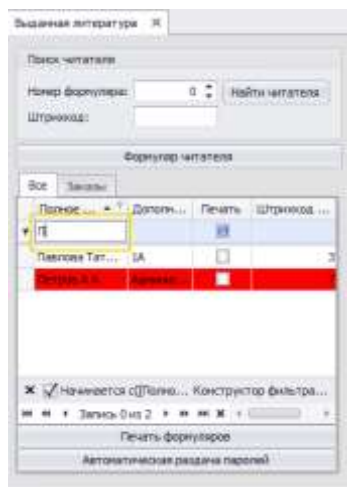 Выданная литература
Поиск читателя
Номер формуляра: 0 Найти читателя
Штрихкод:
Формуляр читателя
Все Заказы
Полное ... Дополн... Печать Штрихкод ...
П
Павлова Тат... 1А 3
Петров А.А.
Начинается с([Полно... Конструктор фильтра...
Запись 0 из 2
Печать формуляров
Автоматическая раздача паролей